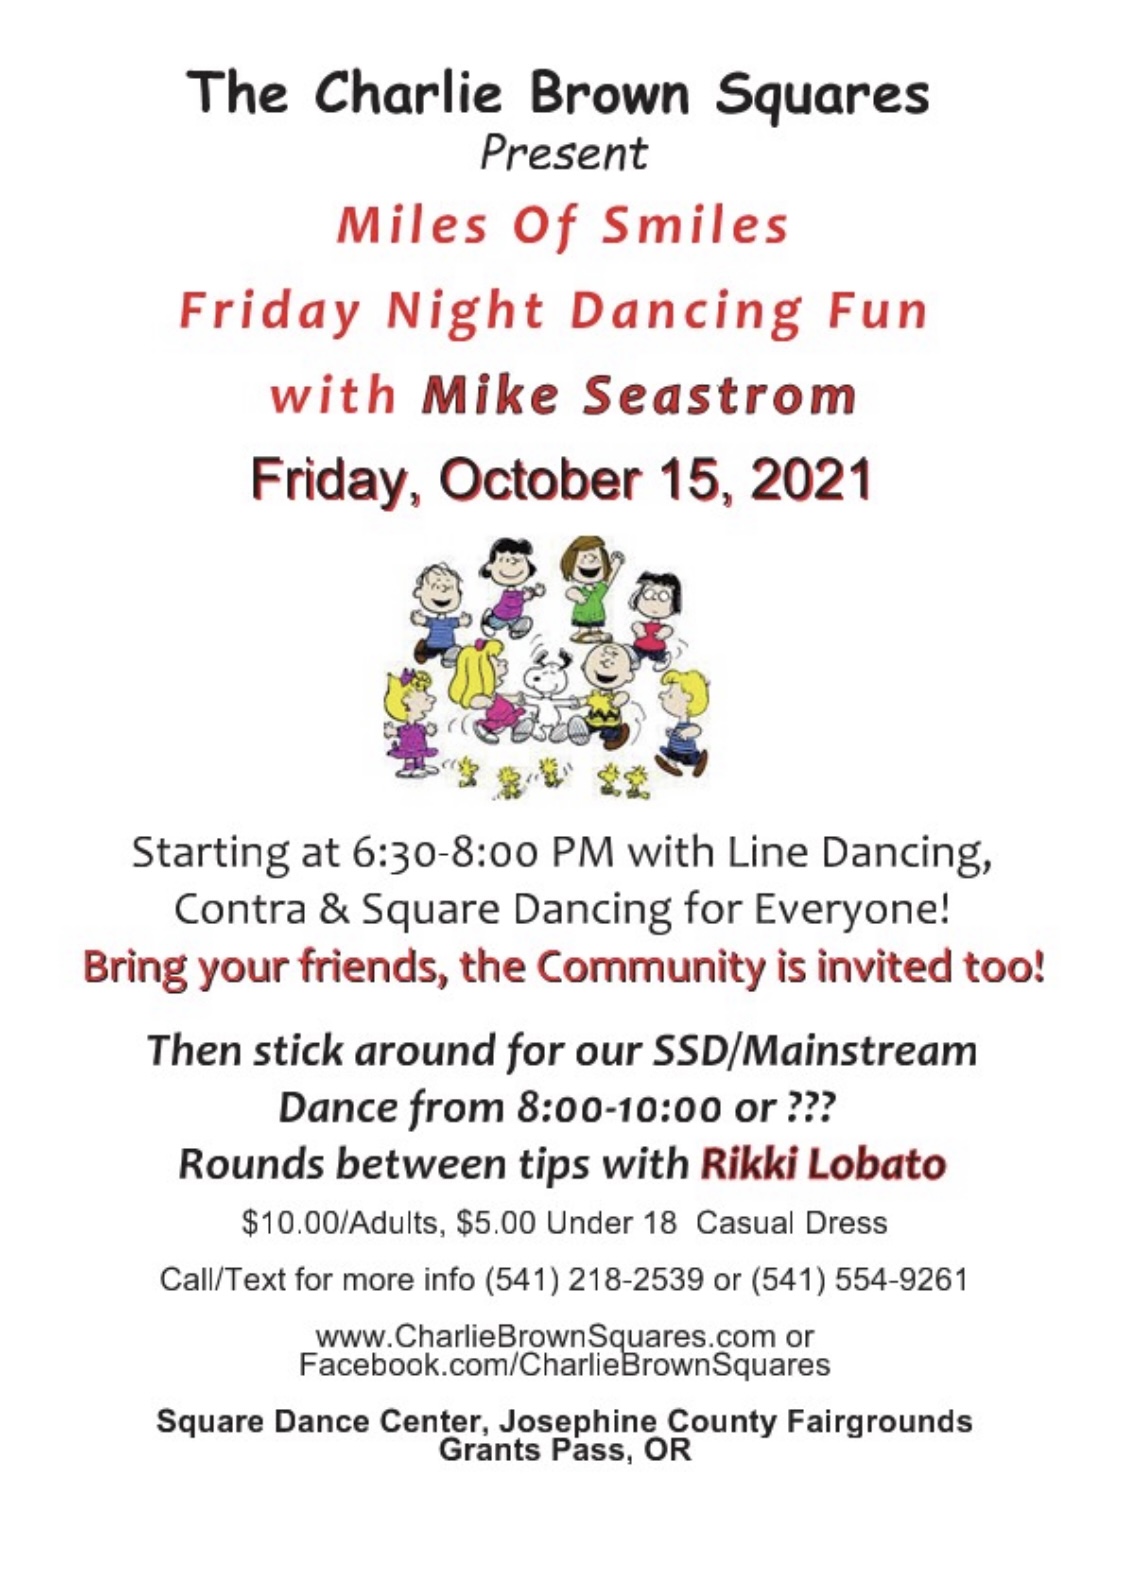 The Charlie Brown Squares
Present
Miles Of Smiles
Friday Night Dancing Fun
with Mike Seastrom
Friday, October 15, 2021
Starting at 6:30-8:00 PM with Line Dancing,
Contra & Square Dancing for Everyone!
Bring your friends, the Community is invited too!
Then stick around for our SSD/Mainstream
Dance from 8:00-10:00 or ???
Rounds between tips with Rikki Lobato
$10.00/Adults, $5.00 Under 18  Casual Dress
Call/Text for more info (541) 218-2539 or (541) 554-9261
www.CharlieBrownSquares.com or
Facebook.com/CharlieBrownSquares
Square Dance Center, Josephine County Fairgrounds
Grants Pass, OR